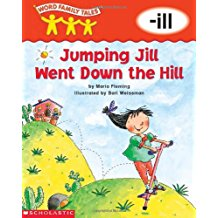 WORD FAMILY TALES
-ill
Jumping Jill
Went Down the Hill
by Maria Fleming
Illustrated by Bari Weissman
SCHOLASTIC